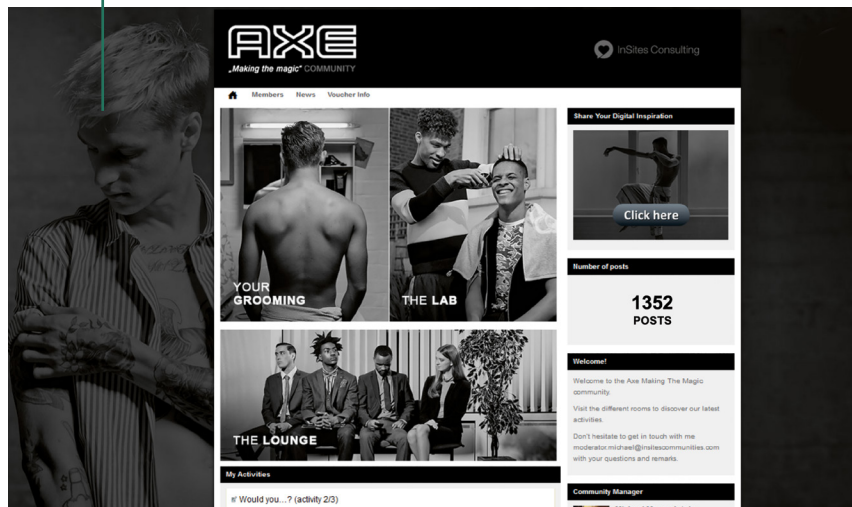 AXE
„Making the magic“ COMMUNITY
InSites Consulting
Members News Voucher Info
YOUR
GROOMING
THE LAB
THE LOUNGE
My Activities
Would you…? (activity 2/3)
Share Your Digital Inspiration
Click here
Number of posts
1352
POSTS
Welcome!
Welcome to the Axe Making The Magic
community.
Visit the different rooms to discover our latest
activities.
Don't hesitate to get in touch with me
moderator.michael@insitescommunities.com
with your questions and remarks.
Community Manager